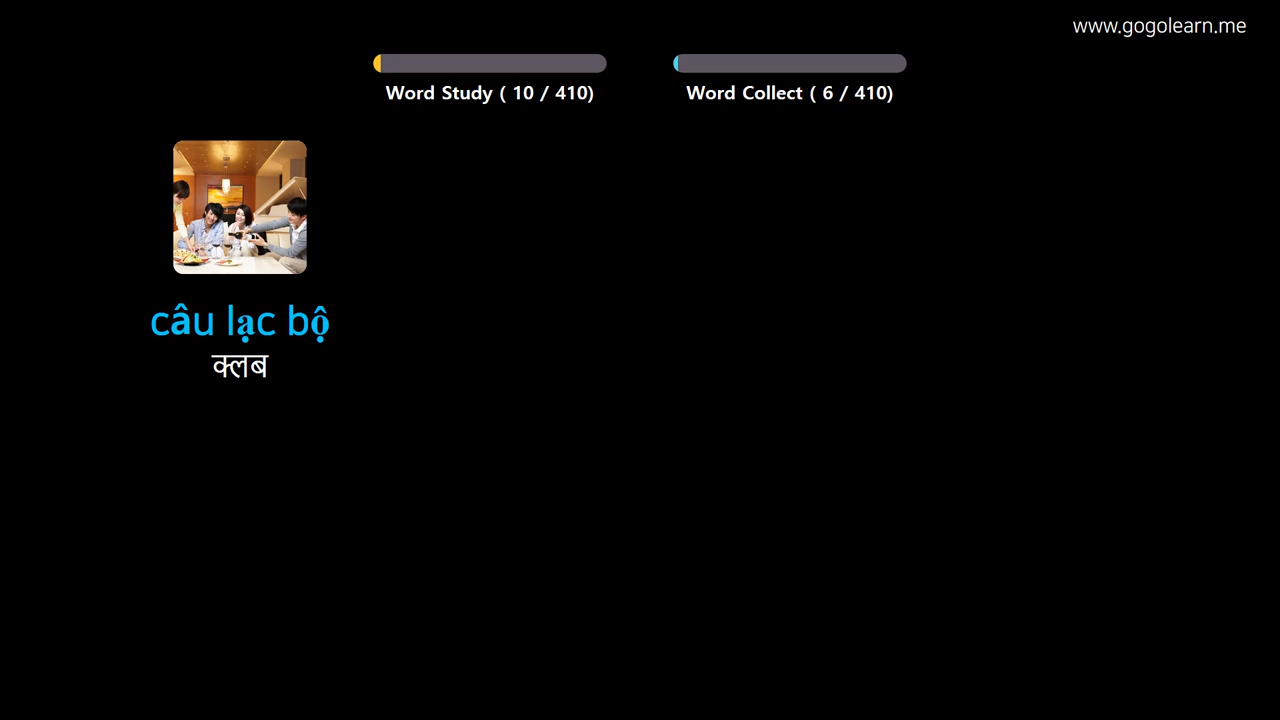 www.gogolearn.me
Word Study ( 10 / 410)
Word Collect ( 6 / 410)
câu lạc bộ
क्लब